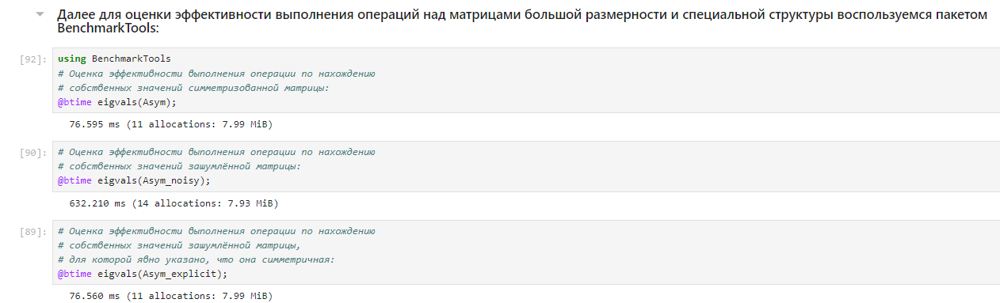 Далее для оценки эффективности выполнения операций над матрицами большой размерности и специальной структуры воспользуемся пакетом
BenchmarkTools:
[92]:
using BenchmarkTools
# Оценка эффективности выполнения операции по нахождению
# собственных значений симметризованной матрицы:
@btime eigvals(Asym);
76.595 ms (11 allocations: 7.99 MiB)
[90]:
# Оценка эффективности выполнения операции по нахождению
# собственных значений зашумлённой матрицы:
@btime eigvals(Asym_noisy);
632.210 ms (14 allocations: 7.93 MiB)
[89]:
# Оценка эффективности выполнения операции по нахождению
# собственных значений зашумлённой матрицы,
# для которой явно указано, что она симметричная:
@btime eigvals(Asym_explicit);
76.560 ms (11 allocations: 7.99 MiB)